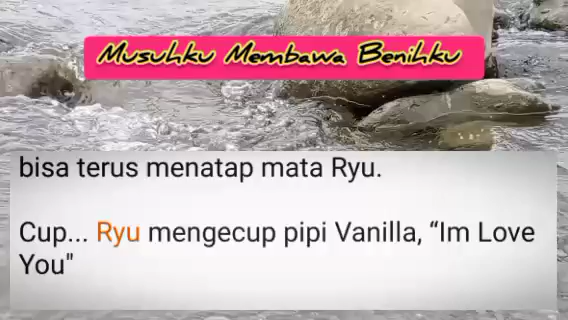 Musuhku Membawa Benihku
bisa terus menatap mata Ryu.
Cup... Ryu mengecup pipi Vanilla, “Im Love
You"